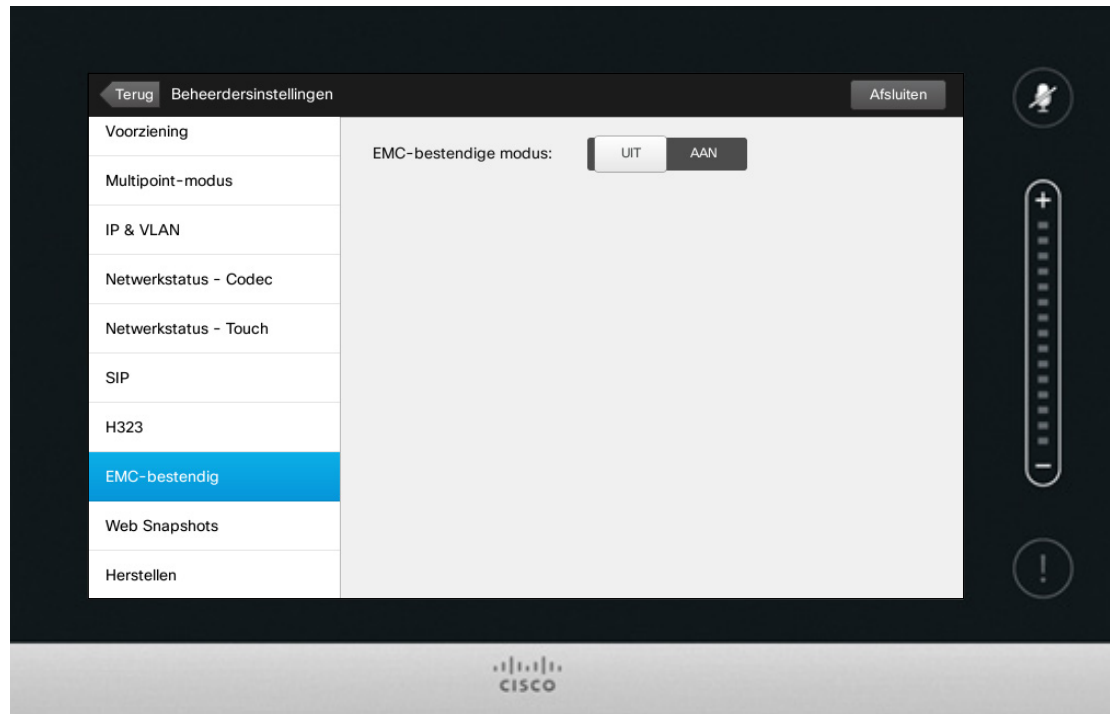 Terug Beheerdersinstellingen Afsluiten
Voorziening
EMC-bestendige modus: UIT AAN
Multipoint-modus
IP & VLAN
Netwerkstatus - Codec
Netwerkstatus - Touch
SIP
H323
EMC-bestendig
Web Snapshots
Herstellen
+
-
!
CISCO